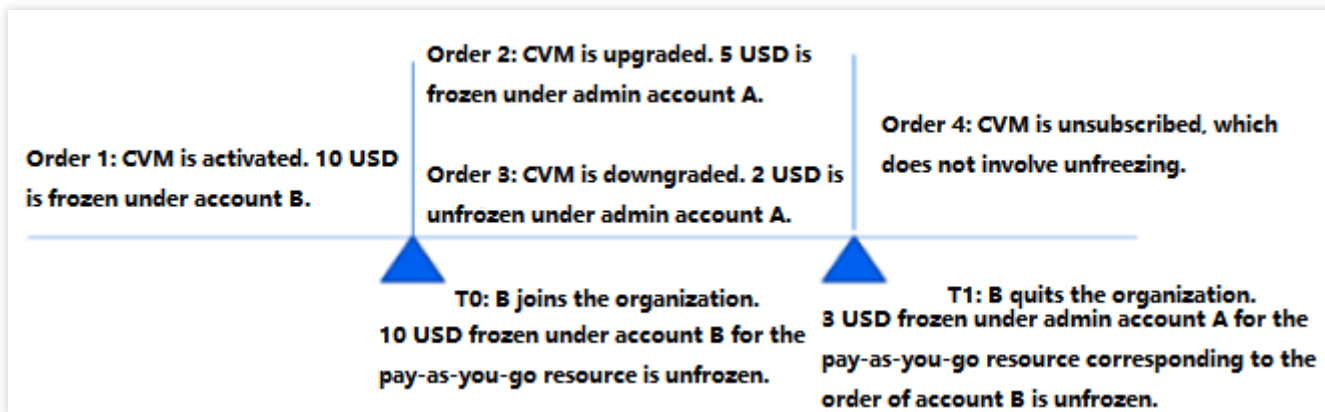 Order 1: CVM is activated. 10 USD
is frozen under account B.
Order 2: CVM is upgraded. 5 USD is
frozen under admin account A.
Order 3: CVM is downgraded. 2 USD is
unfrozen under admin account A.
Order 4: CVM is unsubscribed, which
does not involve unfreezing.
T0: B joins the organization.
10 USD frozen under account B for the
pay-as-you-go resource is unfrozen.
T1: B quits the organization.
3 USD frozen under admin account A for the
pay-as-you-go resource corresponding to the
order of account B is unfrozen.